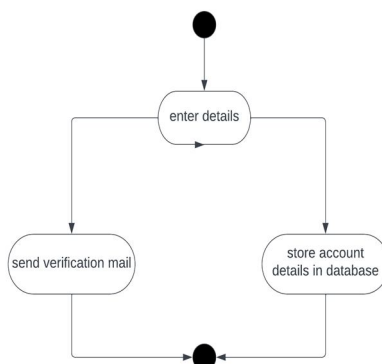 enter details
send verification mail
store account
details in database